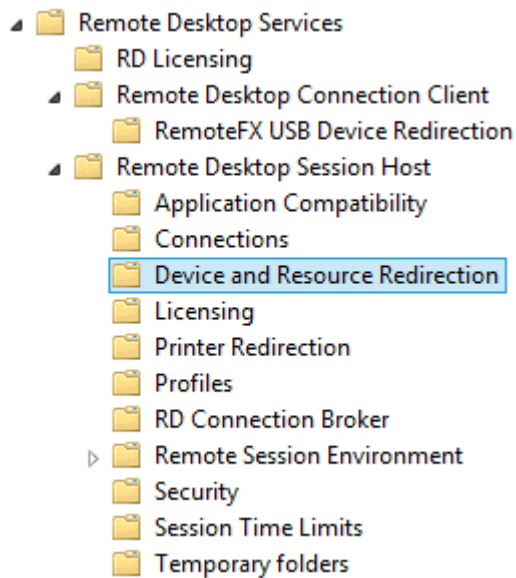 Remote Desktop Services
RD Licensing
Remote Desktop Connection Client
RemoteFX USB Device Redirection
Remote Desktop Session Host
Application Compatibility
Connections
Device and Resource Redirection
Licensing
Printer Redirection
Profiles
RD Connection Broker
Remote Session Environment
Security
Session Time Limits
Temporary folders